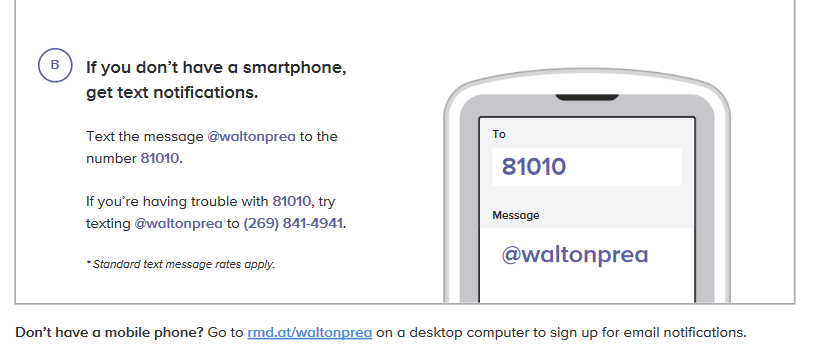 B
If you don’t have a smartphone,
get text notifications.
Text the message @waltonprea to the
number 81010.
If you’re having trouble with 81010, try
texting @waltonprea to (269) 841-4941.
* Standard text message rates apply.
To
81010
Message
@waltonprea
Don’t have a mobile phone? Go to rmd.at/waltonprea on a desktop computer to sign up for email notifications.